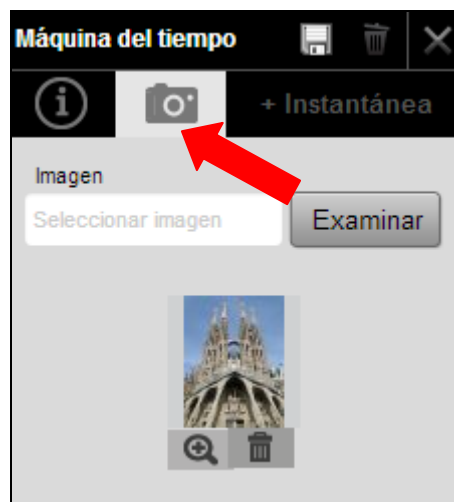 Máquina del tiempo
+ Instantánea
Imagen
Seleccionar imagen
Examinar